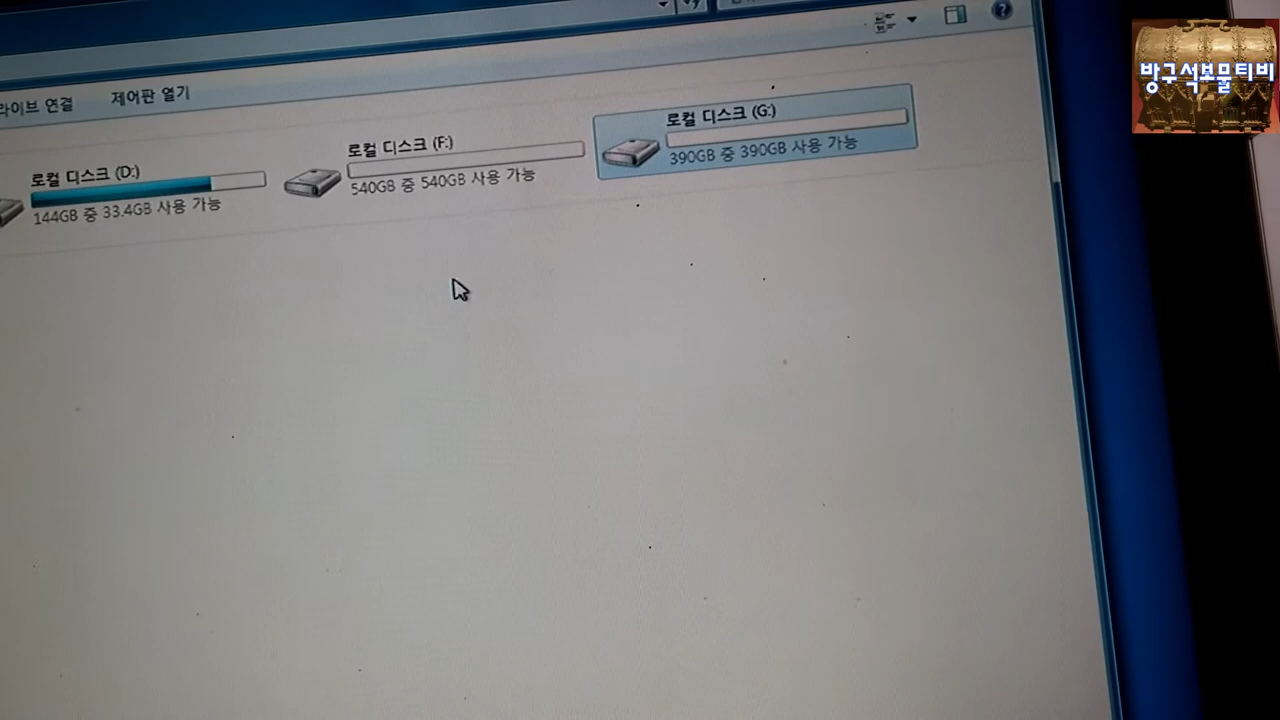 라이브 연결 제어판 열기
로컬 디스크 (D:)
144GB 중 33.4GB 사용 가능
로컬 디스크 (F:)
540GB 중 540GB 사용 가능
로컬 디스크 (G:)
390GB 중 390GB 사용 가능
방구석보물티비